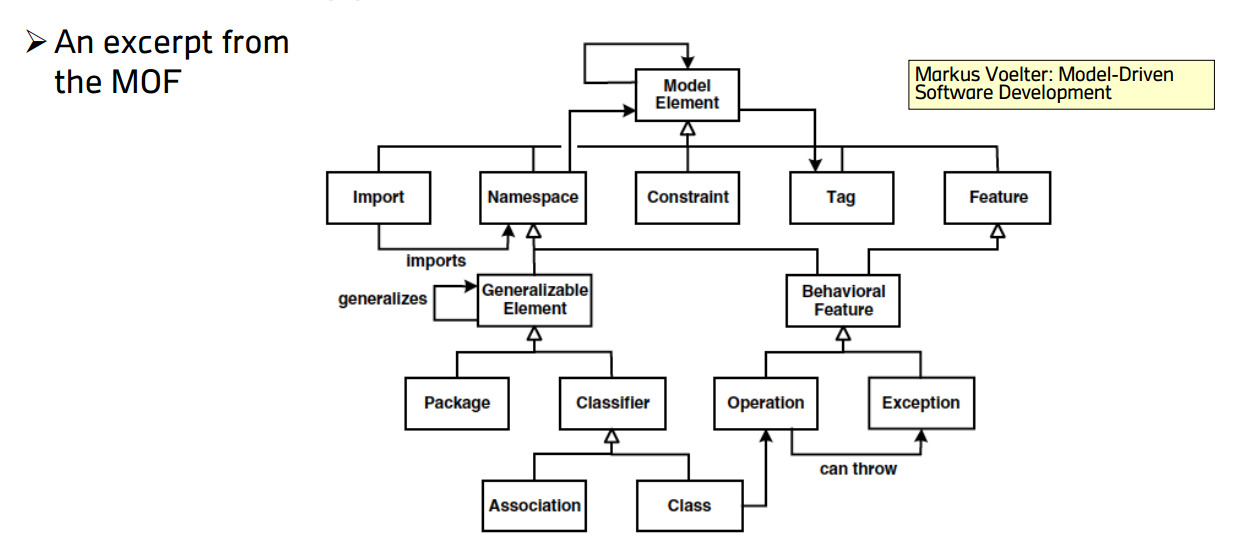 ➢ An excerpt from
the MOF
Markus Voelter: Model-Driven
Software Development
Model
Element
Import
Namespace
Constraint
Tag
Feature
imports
generalizes
Generalizable
Element
Behavioral
Feature
Package
Classifier
Operation
Exception
can throw
Association
Class